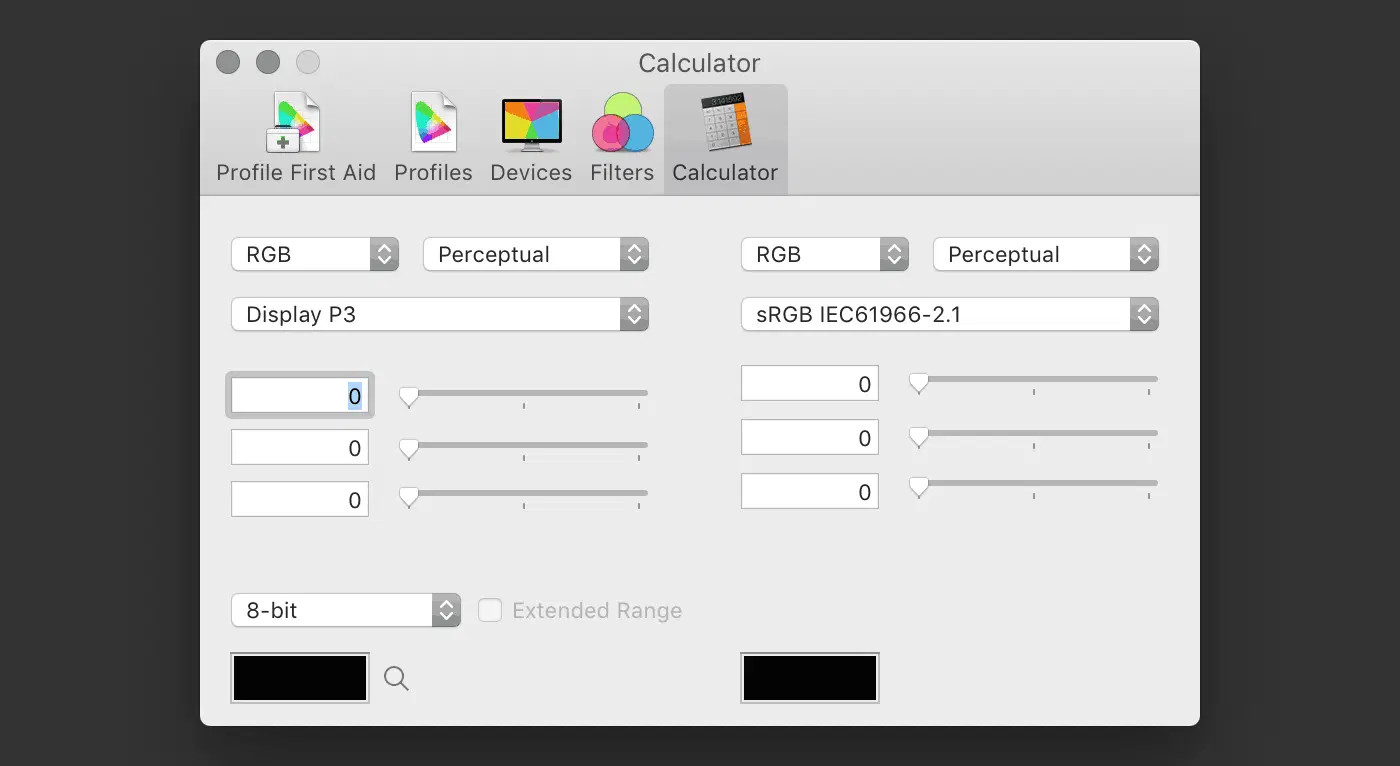 Calculator
Profile First Aid Profiles Devices Filters Calculator
RGB Perceptual RGB Perceptual
Display P3 sRGB IEC61966-2.1
0 0
0 0
0 0
8-bit Extended Range